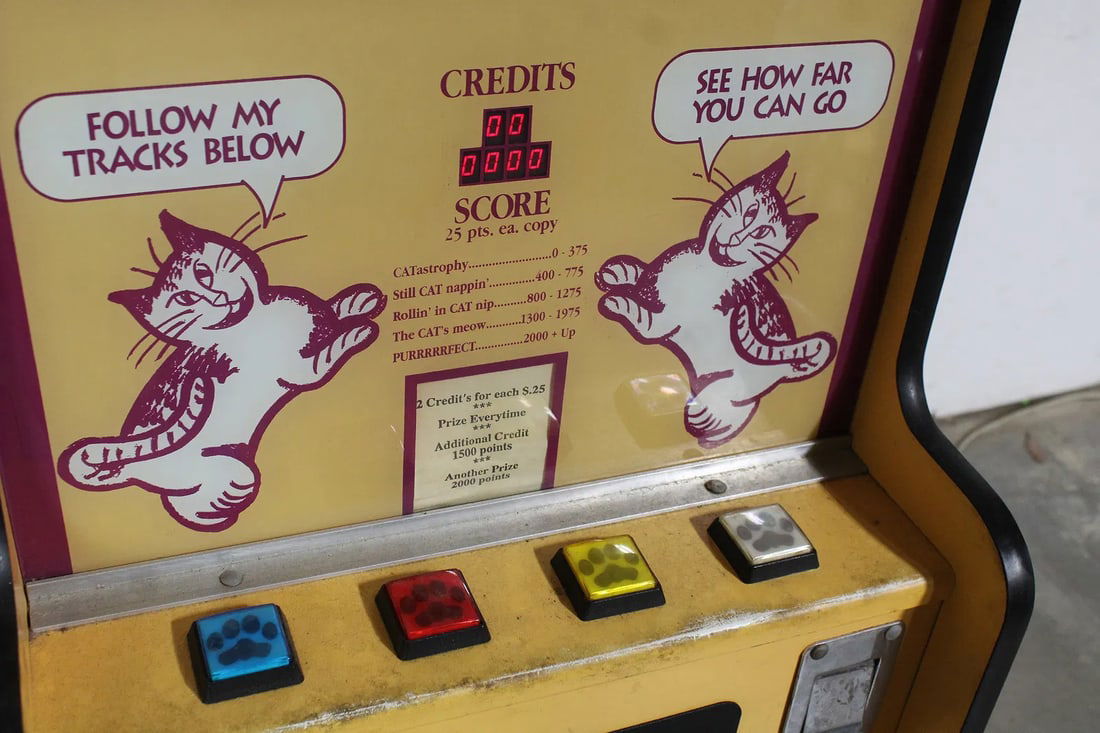 FOLLOW MY
TRACKS BELOW
CREDITS
00
0000
SCORE
25 pts. ea. copy
SEE HOW FAR
YOU CAN GO
CATastrophy..........................0 - 375
Still CAT nappin'...............400 - 775
Rollin' in CAT nip..........800 - 1275
The CAT's meow...........1300 - 1975
PURRRRRFECT...............2000 + Up
2 Credit's for each $.25
***
Prize Everytime
***
Additional Credit
1500 points
***
Another Prize
2000 points